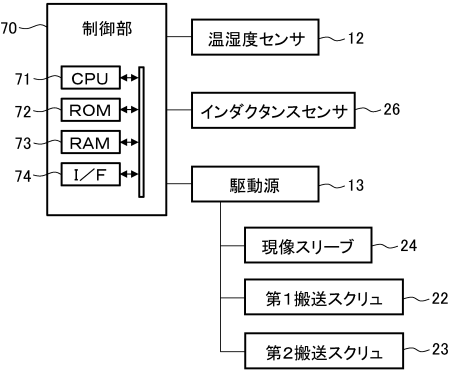 70
制御部
71
CPU
72
ROM
73
RAM
74
I/F
温湿度センサ
12
インダクタンスセンサ
26
駆動源
13
現像スリーブ
24
第1搬送スクリュ
22
第2搬送スクリュ
23